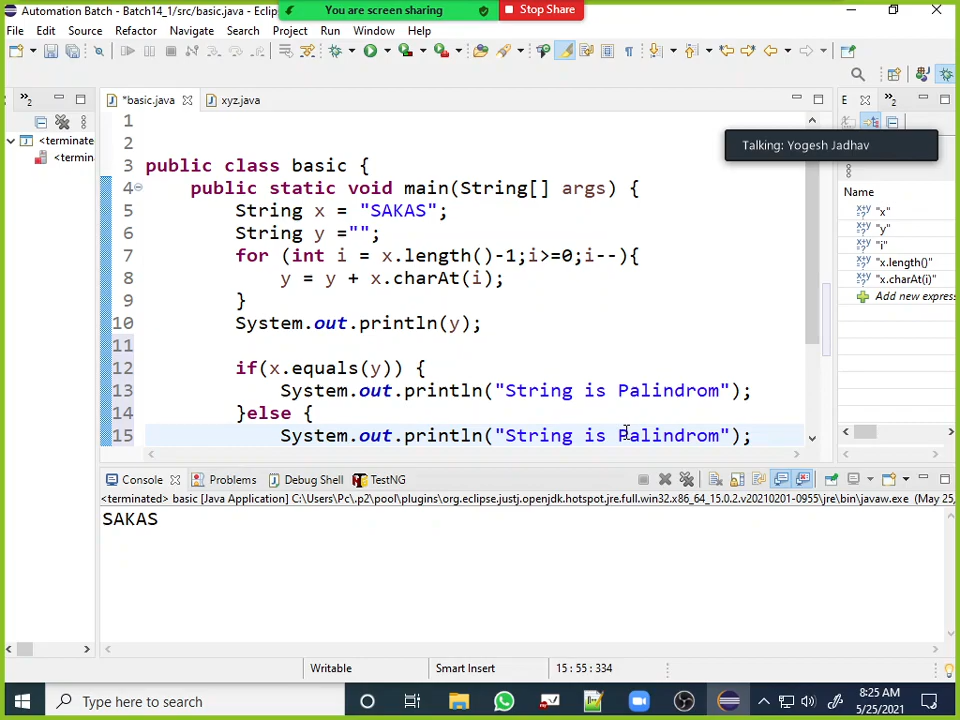 Automation Batch - Batch14_1/src/basic.java - Eclip
You are screen sharing
Stop Share
File Edit Source Refactor Navigate Search Project Run Window Help
*basic.java
xyz.java
E
<terminate
<termin
Talking: Yogesh Jadhav
Name
"x"
"y"
"i"
"x.length()"
"x.charAt(i)"
Add new expres
1
2
3 public class basic {
4 public static void main(String[] args) {
5 String x = "SAKAS";
6 String y ="";
7 for (int i = x.length()-1;i>=0;i--){
8 y = y + x.charAt(i);
9 }
10 System.out.println(y);
11
12 if(x.equals(y)) {
13 System.out.println("String is Palindrom");
14 }else {
15 System.out.println("String is Palindrom");
Console Problems Debug Shell TestNG
<terminated> basic [Java Application] C:\Users\Pc\.p2\pool\plugins\org.eclipse.justj.openjdk.hotspot.jre.full.win32.x86_64_15.0.2.v20210201-0955\jre\bin\javaw.exe (May 25,
SAKAS
Writable Smart Insert 15 : 55 : 334
Type here to search
8:25 AM
5/25/2021